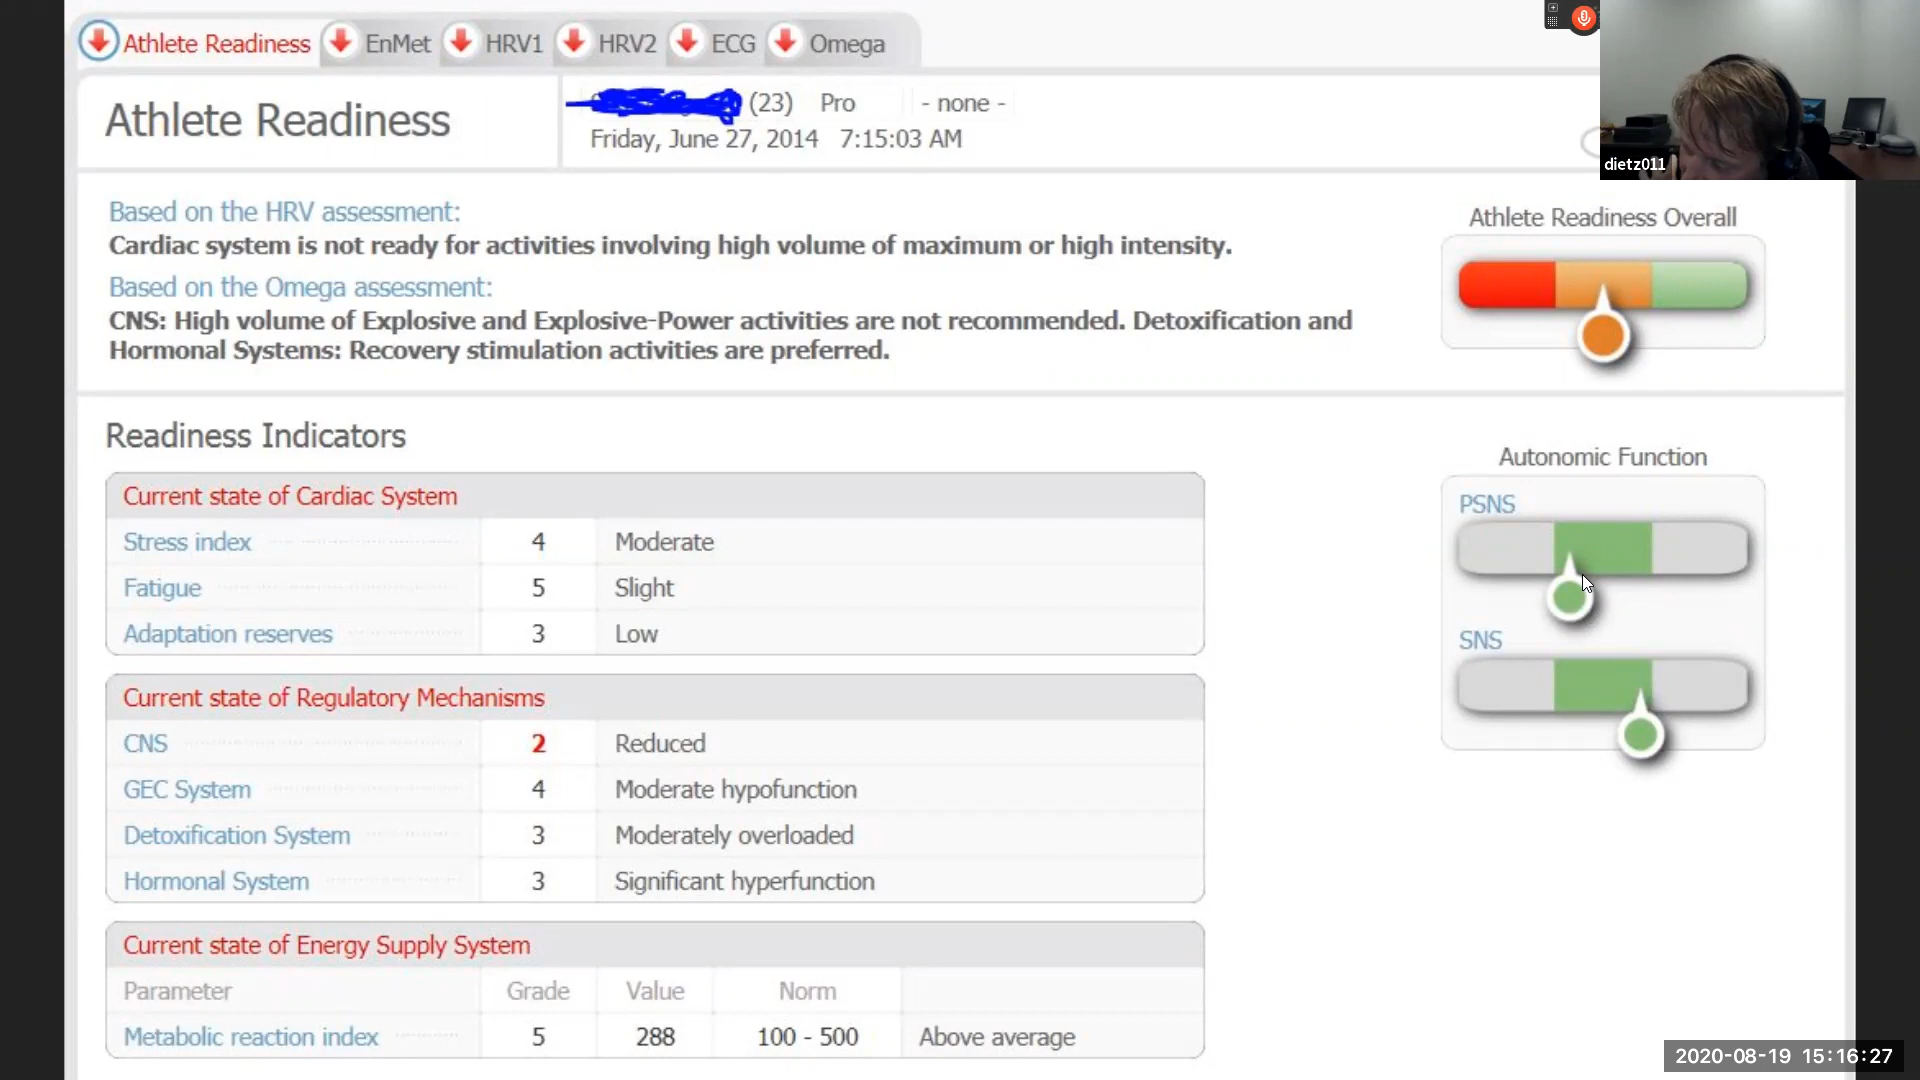 Athlete Readiness EnMet HRV1 HRV2 ECG Omega
Athlete Readiness
(23) Pro - none -
Friday, June 27, 2014 7:15:03 AM
dietz011
Based on the HRV assessment:
Cardiac system is not ready for activities involving high volume of maximum or high intensity.
Based on the Omega assessment:
CNS: High volume of Explosive and Explosive-Power activities are not recommended. Detoxification and
Hormonal Systems: Recovery stimulation activities are preferred.
Athlete Readiness Overall
Readiness Indicators
Current state of Cardiac System
Stress index 4 Moderate
Fatigue 5 Slight
Adaptation reserves 3 Low
Current state of Regulatory Mechanisms
CNS 2 Reduced
GEC System 4 Moderate hypofunction
Detoxification System 3 Moderately overloaded
Hormonal System 3 Significant hyperfunction
Current state of Energy Supply System
Parameter Grade Value Norm
Metabolic reaction index 5 288 100 - 500 Above average
Autonomic Function
PSNS
SNS
2020-08-19 15:16:27